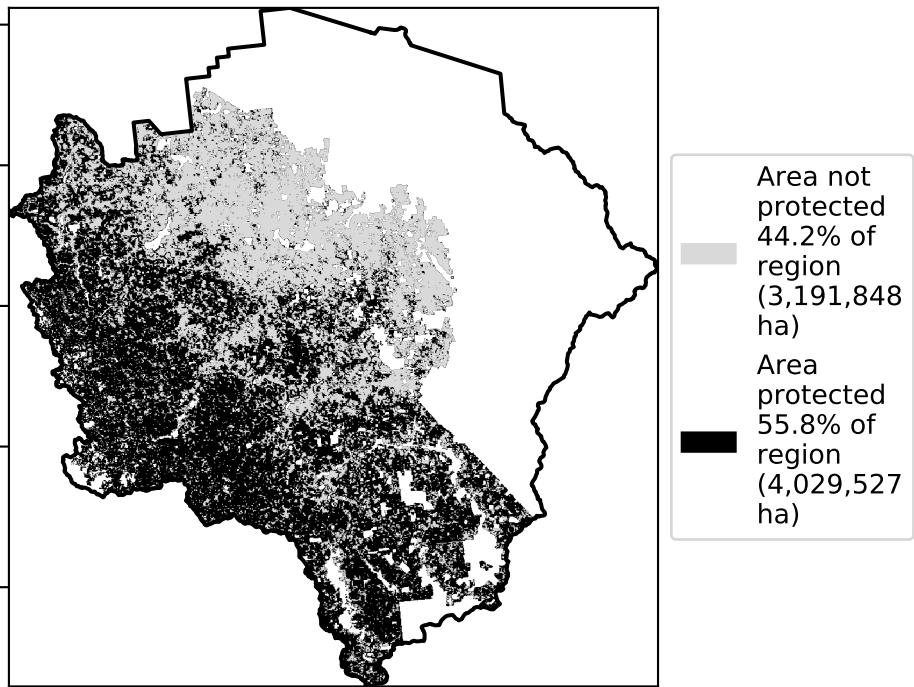 Area not
protected
44.2% of
region
(3,191,848
ha)
Area
protected
55.8% of
region
(4,029,527
ha)